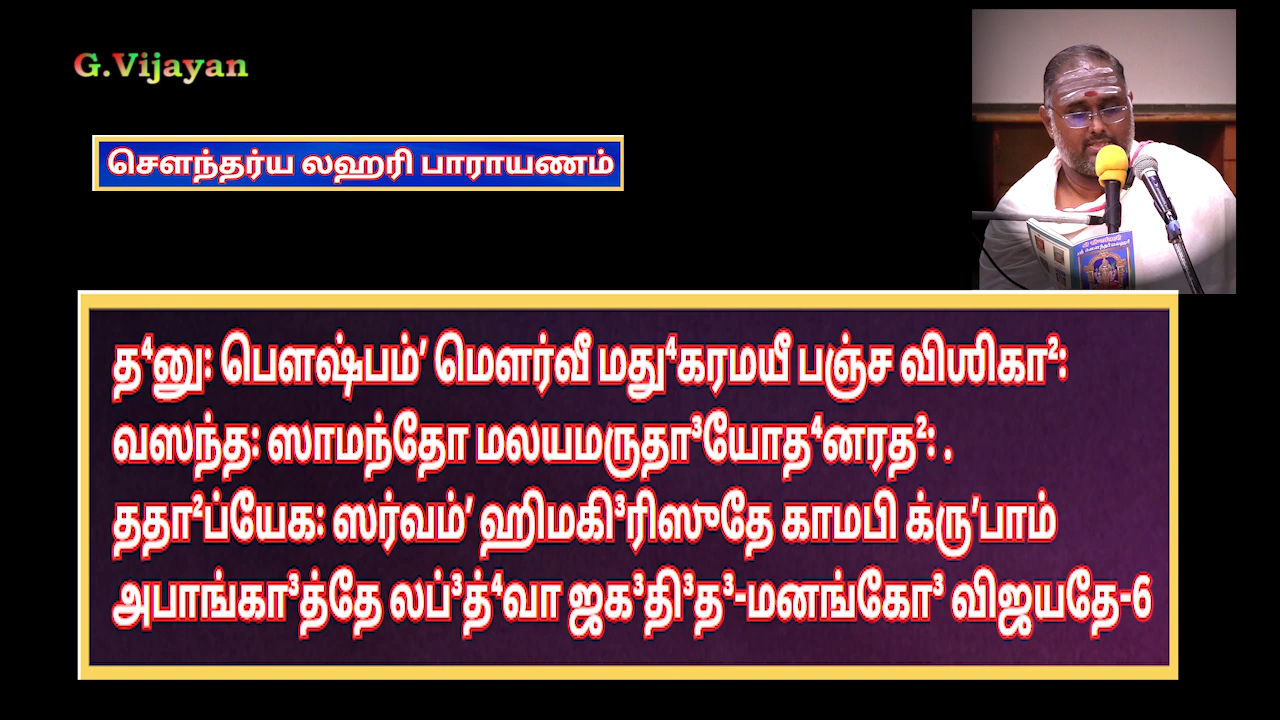 G.Vijayan
சௌந்தர்ய லஹரி பாராயணம்
த⁴னு: பௌஷ்பம்ʼ மௌர்வீ மது⁴கரமயீ பஞ்ச விஶிகா²:
வஸந்த: ஸாமந்தோ மலயமருதா³யோத⁴னரத²: .
ததா²ப்யேக: ஸர்வம்ʼ ஹிமகி³ரிஸுதே காமபி க்ருʼபாம்
அபாங்கா³த்தே லப்³த்⁴வா ஜக³தி³த³-மனங்கோ³ விஜயதே-6